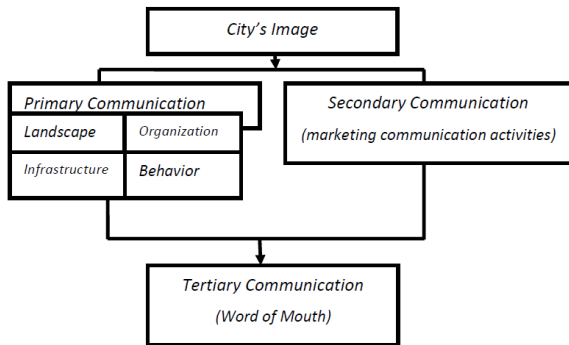 City's Image
Primary Communication
Landscape
Organization
Infrastructure
Behavior
Secondary Communication
(marketing communication activities)
Tertiary Communication
(Word of Mouth)